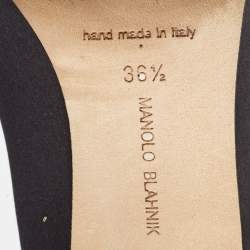 hand made in Italy
36½
MANOLO
BLAHNIK